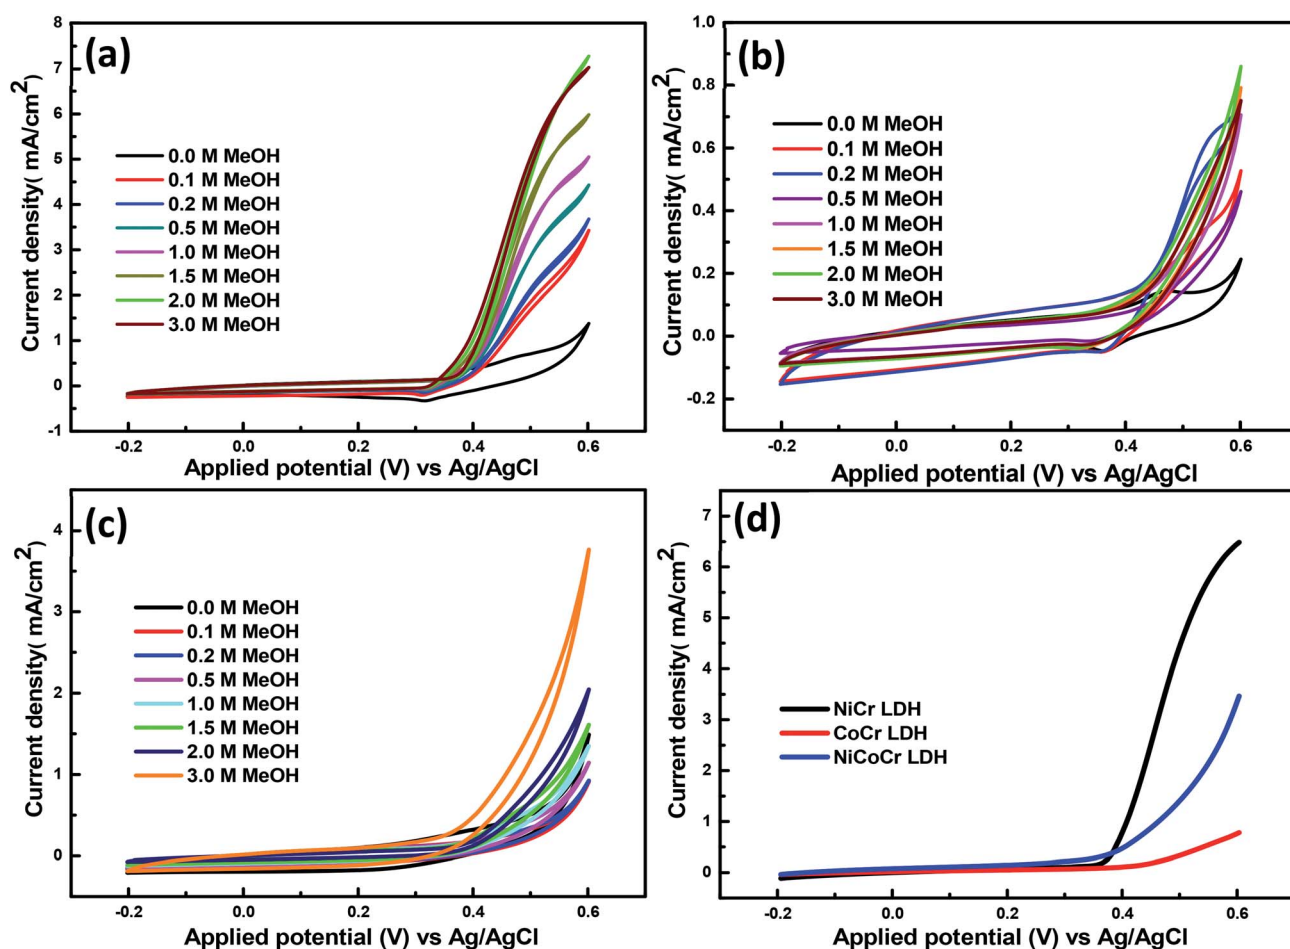 (a)
Current density( mA/cm2)
8
7
6
5
4
3
2
1
0
-1
0.0 M MeOH
0.1 M MeOH
0.2 M MeOH
0.5 M MeOH
1.0 M MeOH
1.5 M MeOH
2.0 M MeOH
3.0 M MeOH
-0.2 0.0 0.2 0.4 0.6
Applied potential (V) vs Ag/AgCl
(b)
Current density( mA/cm2)
1.0
0.8
0.6
0.4
0.2
0.0
-0.2
0.0 M MeOH
0.1 M MeOH
0.2 M MeOH
0.5 M MeOH
1.0 M MeOH
1.5 M MeOH
2.0 M MeOH
3.0 M MeOH
-0.2 0.0 0.2 0.4 0.6
Applied potential (V) vs Ag/AgCl
(c)
Current density( mA/cm2)
4
3
2
1
0
0.0 M MeOH
0.1 M MeOH
0.2 M MeOH
0.5 M MeOH
1.0 M MeOH
1.5 M MeOH
2.0 M MeOH
3.0 M MeOH
-0.2 0.0 0.2 0.4 0.6
Applied potential (V) vs Ag/AgCl
(d)
Current density( mA/cm2)
7
6
5
4
3
2
1
0
NiCr LDH
CoCr LDH
NiCoCr LDH
-0.2 0.0 0.2 0.4 0.6
Applied potential (V) vs Ag/AgCl